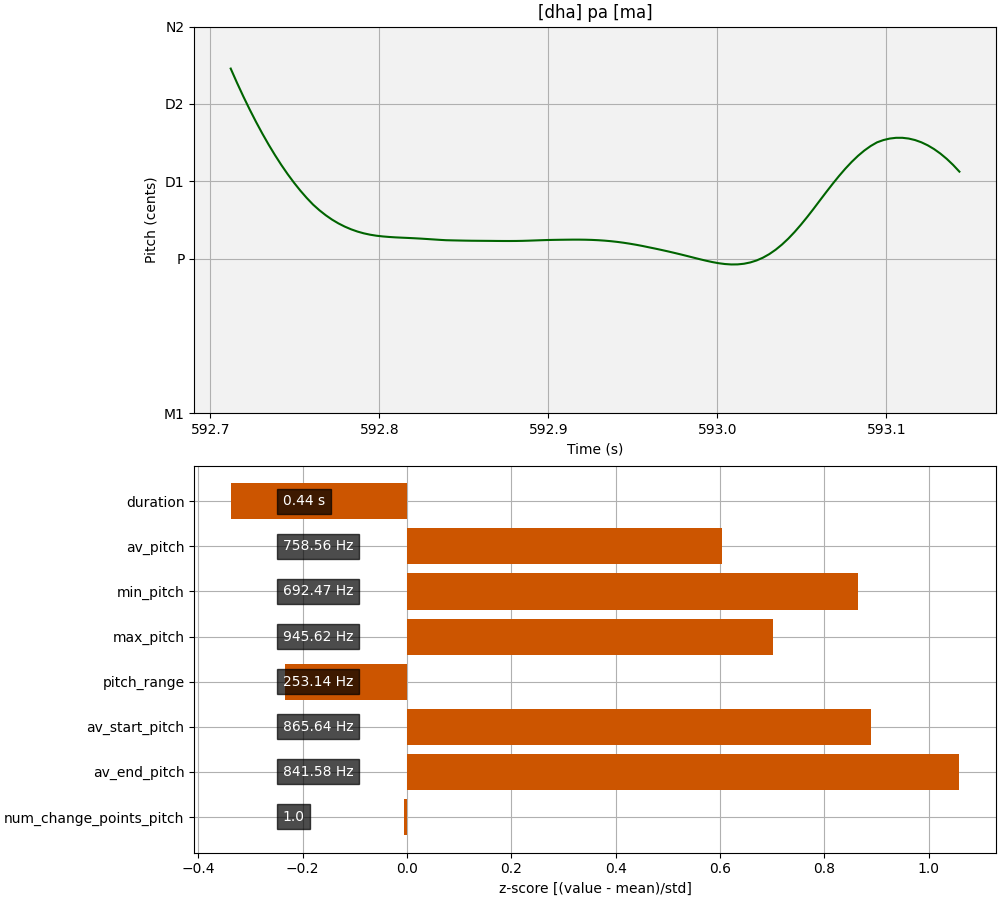 [dha] pa [ma]
N2
D2
D1
P
M1
Pitch (cents)
592.7 592.8 592.9 593.0 593.1
Time (s)
duration 0.44 s
av_pitch 758.56 Hz
min_pitch 692.47 Hz
max_pitch 945.62 Hz
pitch_range 253.14 Hz
av_start_pitch 865.64 Hz
av_end_pitch 841.58 Hz
num_change_points_pitch 1.0
−0.4 −0.2 0.0 0.2 0.4 0.6 0.8 1.0
z-score [(value - mean)/std]